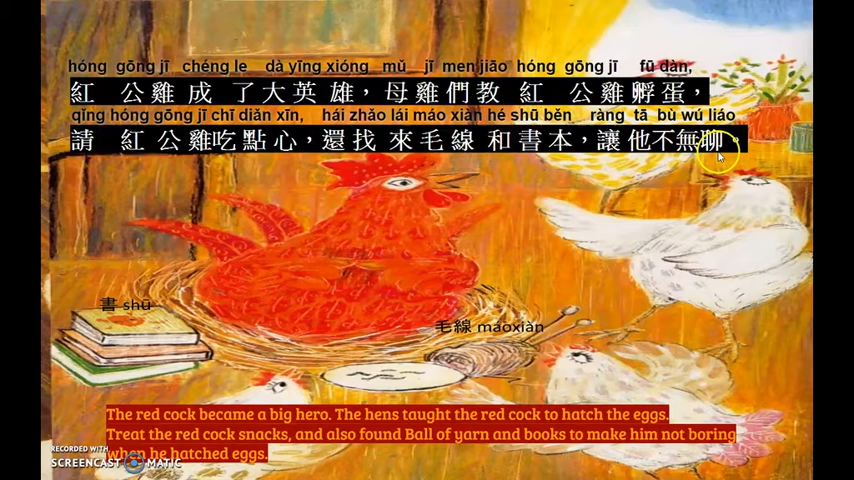 hóng gōng jī chéng le dà yīng xióng mǔ jī men jiāo hóng gōng jī fū dàn,
紅 公雞 成 了大英 雄，母雞們教 紅 公雞孵蛋，
qǐng hóng gōng jī chī diǎn xīn, hái zhǎo lái máo xiàn hé shū běn ràng tā bù wú liáo
請 紅 公雞吃點心，還找 來毛線 和書本，讓他不無聊。
書 shū
毛線 máoxiàn
The red cock became a big hero. The hens taught the red cock to hatch the eggs.
Treat the red cock snacks, and also found Ball of yarn and books to make him not boring
when he hatched eggs.
RECORDED WITH
SCREENCAST MATIC